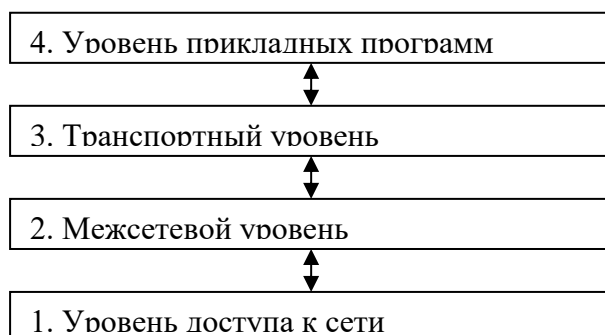 4. Уровень прикладных программ
3. Транспортный уровень
2. Межсетевой уровень
1. Уровень доступа к сети